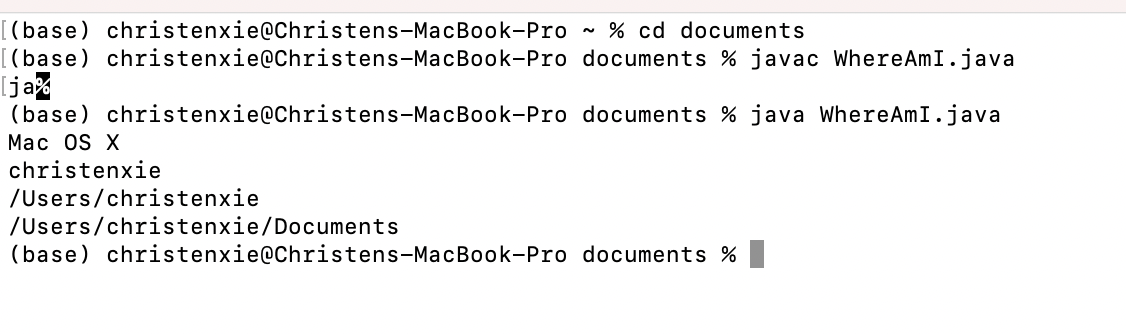 [(base) christenxie@Christens-MacBook-Pro ~ % cd documents
[(base) christenxie@Christens-MacBook-Pro documents % javac WhereAmI.java
[ja%
(base) christenxie@Christens-MacBook-Pro documents % java WhereAmI.java
Mac OS X
christenxie
/Users/christenxie
/Users/christenxie/Documents
(base) christenxie@Christens-MacBook-Pro documents %